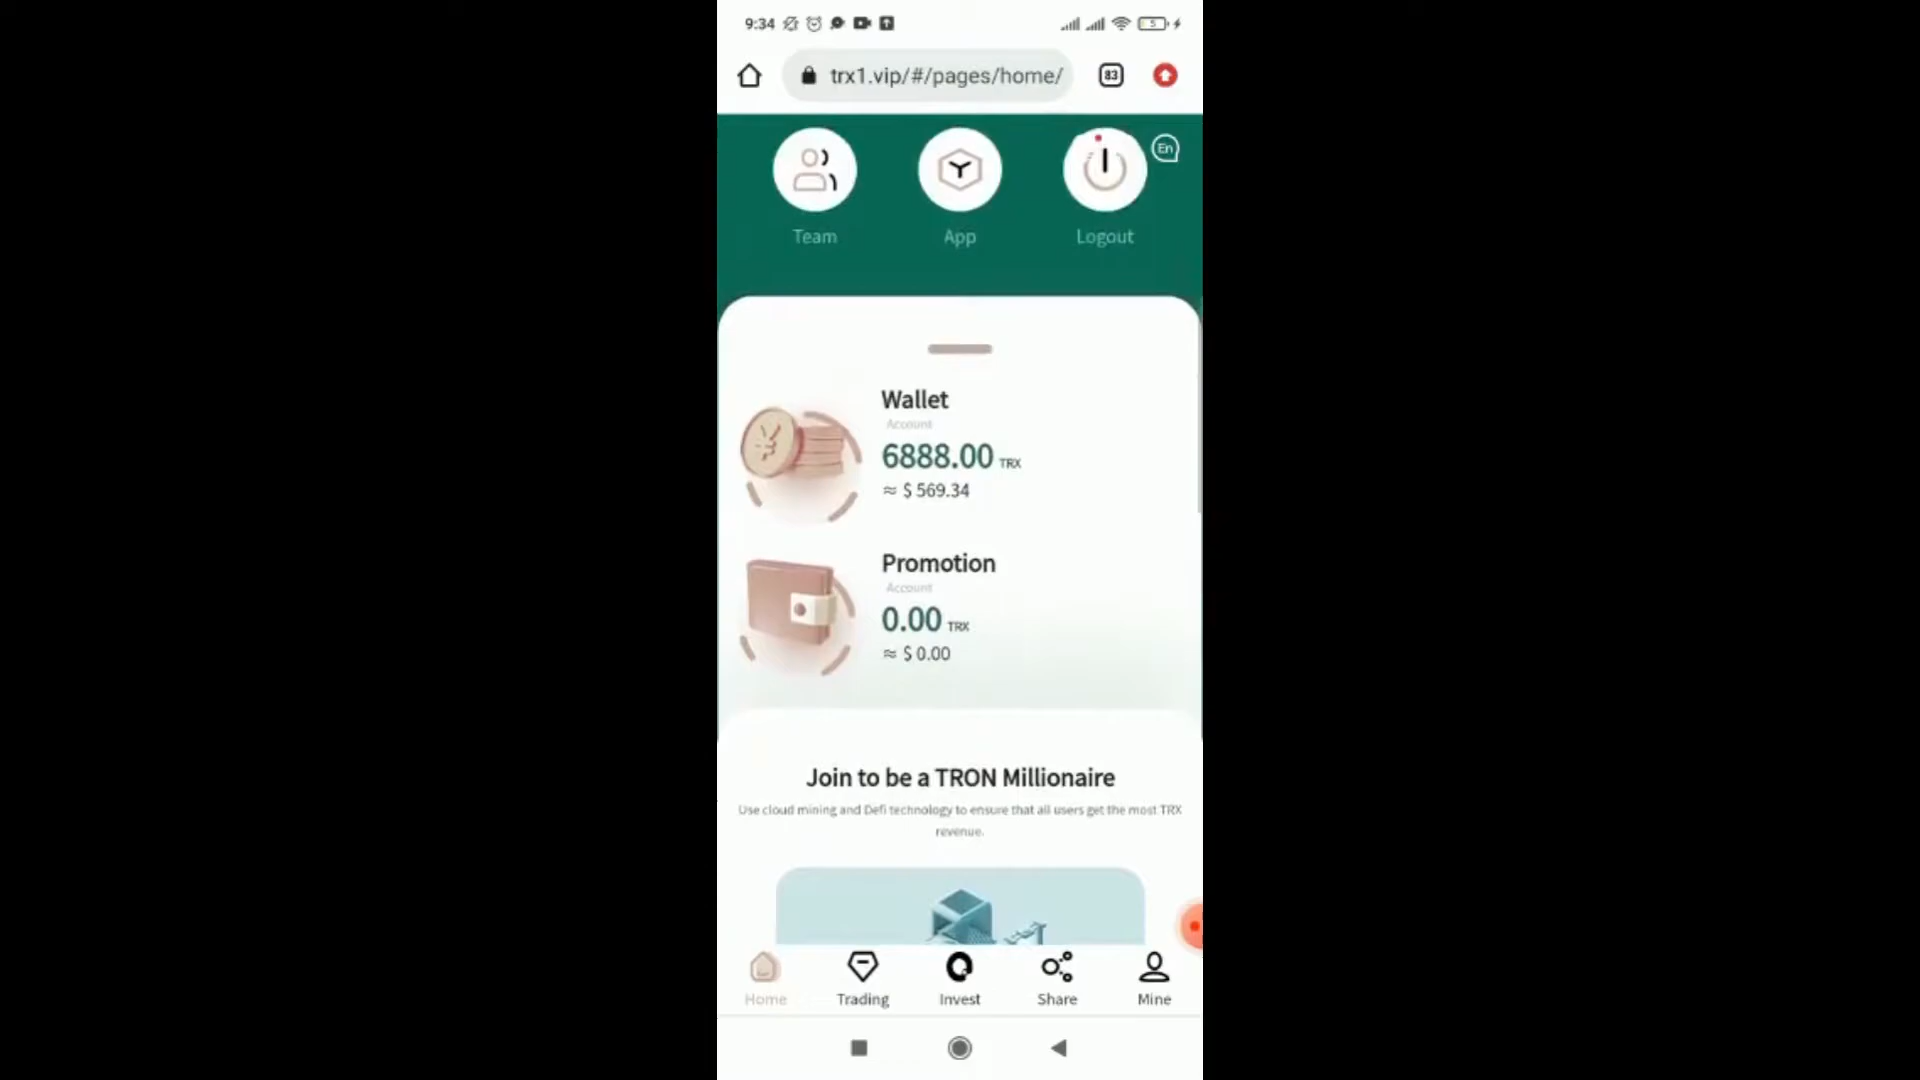 9:34
5
trx1.vip/#/pages/home/
83
En
Team
App
Logout
Wallet
Account
6888.00 TRX
≈ $ 569.34
Promotion
Account
0.00 TRX
≈ $ 0.00
Join to be a TRON Millionaire
Use cloud mining and Defi technology to ensure that all users get the most TRX
revenue.
Home
Trading
Invest
Share
Mine